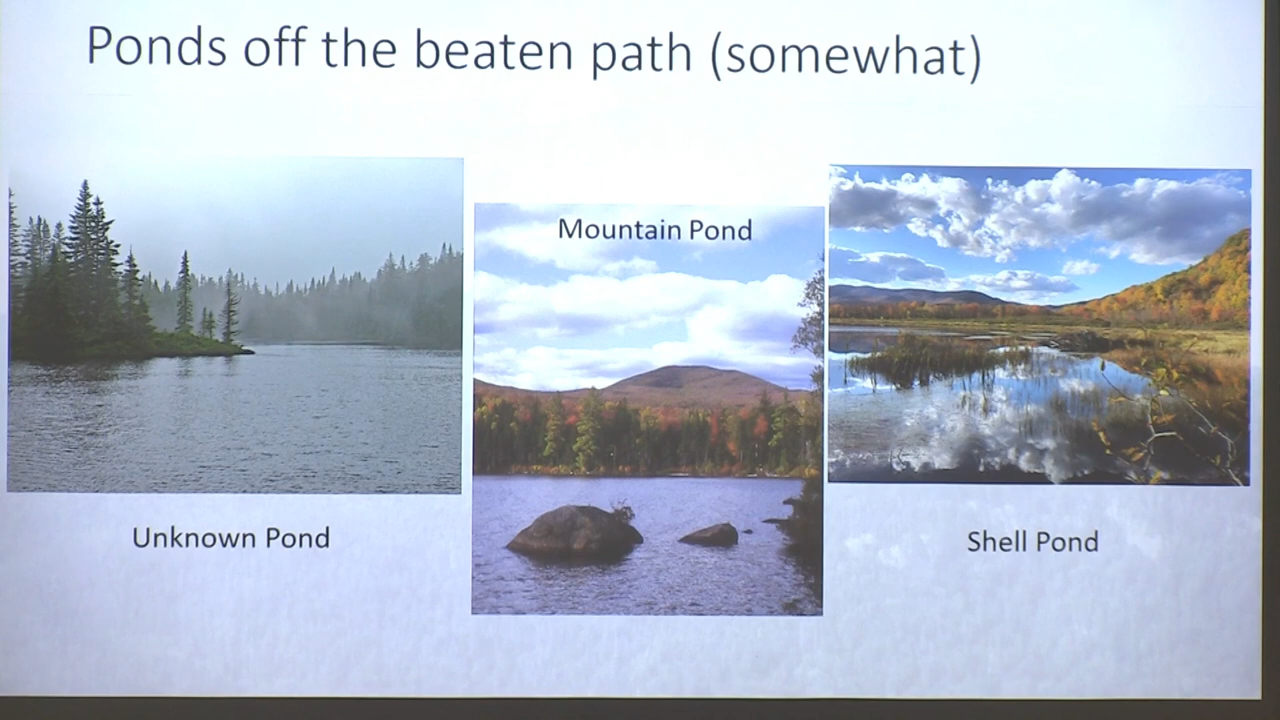 Ponds off the beaten path (somewhat)
Mountain Pond
Unknown Pond
Shell Pond